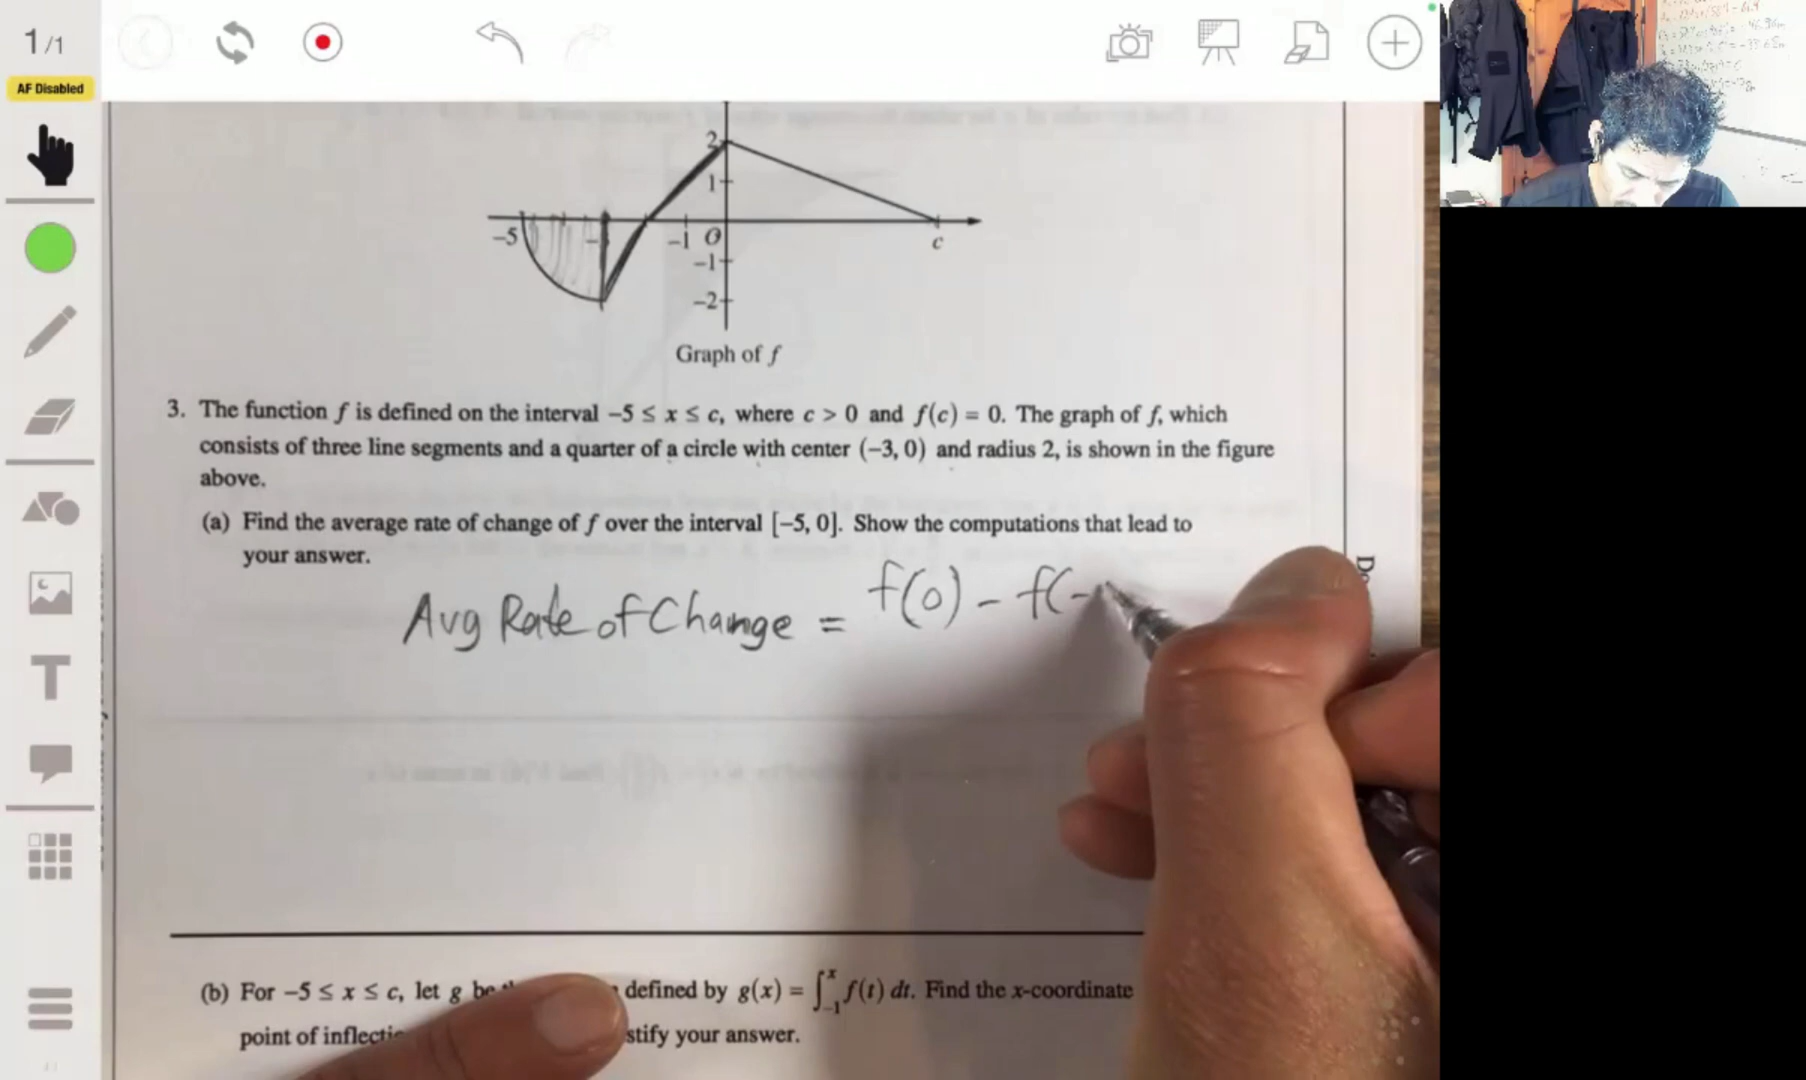 1/1
AF Disabled
2
1
-5
-1
O
c
-1
-2
Graph of f
3. The function f is defined on the interval −5 ≤ x ≤ c, where c > 0 and f(c) = 0. The graph of f, which
consists of three line segments and a quarter of a circle with center (−3, 0) and radius 2, is shown in the figure
above.
(a) Find the average rate of change of f over the interval [−5, 0]. Show the computations that lead to
your answer.
Avg Rate of Change = f(0) - f(-
(b) For −5 ≤ x ≤ c, let g be defined by g(x) = ∫₋₁ˣ f(t) dt. Find the x-coordinate
point of your answer.
T